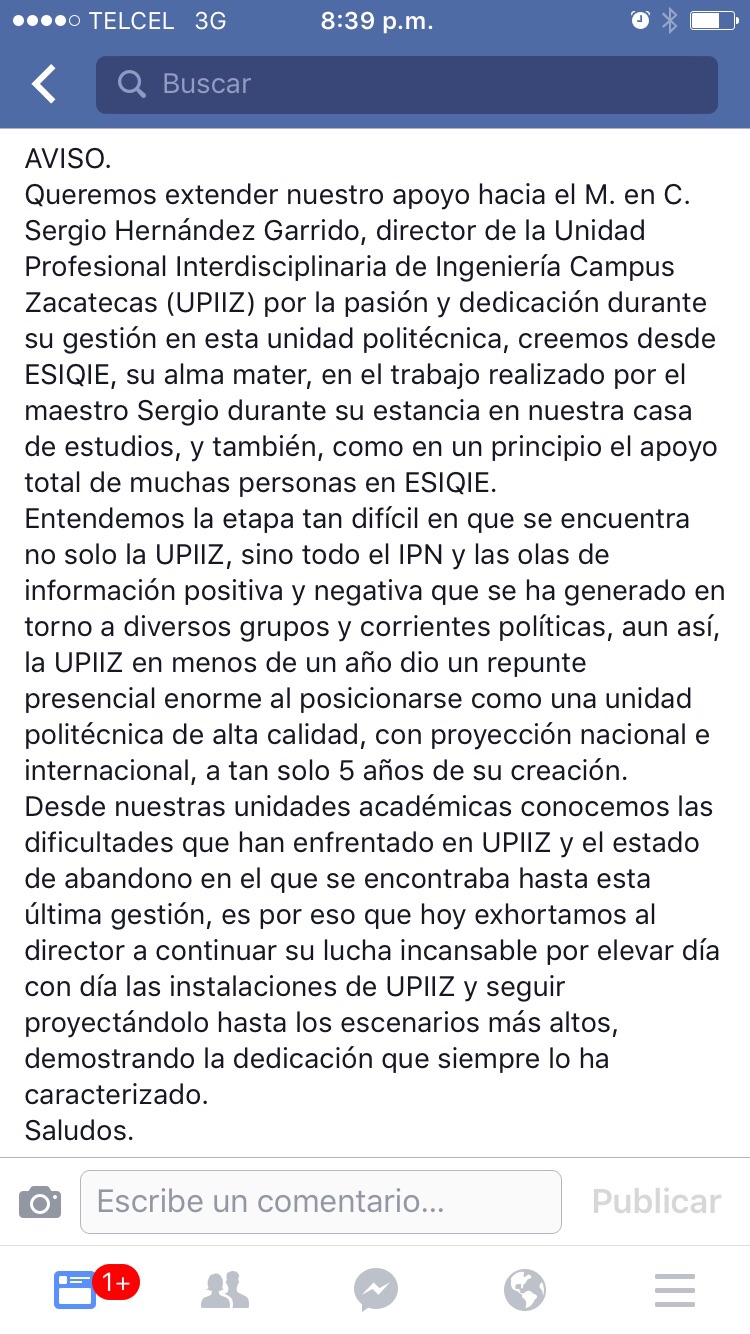 TELCEL 3G 8:39 p.m.
Buscar
AVISO.
Queremos extender nuestro apoyo hacia el M. en C.
Sergio Hernández Garrido, director de la Unidad
Profesional Interdisciplinaria de Ingeniería Campus
Zacatecas (UPIIZ) por la pasión y dedicación durante
su gestión en esta unidad politécnica, creemos desde
ESIQIE, su alma mater, en el trabajo realizado por el
maestro Sergio durante su estancia en nuestra casa
de estudios, y también, como en un principio el apoyo
total de muchas personas en ESIQIE.
Entendemos la etapa tan difícil en que se encuentra
no solo la UPIIZ, sino todo el IPN y las olas de
información positiva y negativa que se ha generado en
torno a diversos grupos y corrientes políticas, aun así,
la UPIIZ en menos de un año dio un repunte
presencial enorme al posicionarse como una unidad
politécnica de alta calidad, con proyección nacional e
internacional, a tan solo 5 años de su creación.
Desde nuestras unidades académicas conocemos las
dificultades que han enfrentado en UPIIZ y el estado
de abandono en el que se encontraba hasta esta
última gestión, es por eso que hoy exhortamos al
director a continuar su lucha incansable por elevar día
con día las instalaciones de UPIIZ y seguir
proyectándolo hasta los escenarios más altos,
demostrando la dedicación que siempre lo ha
caracterizado.
Saludos.
Escribe un comentario... Publicar
1+